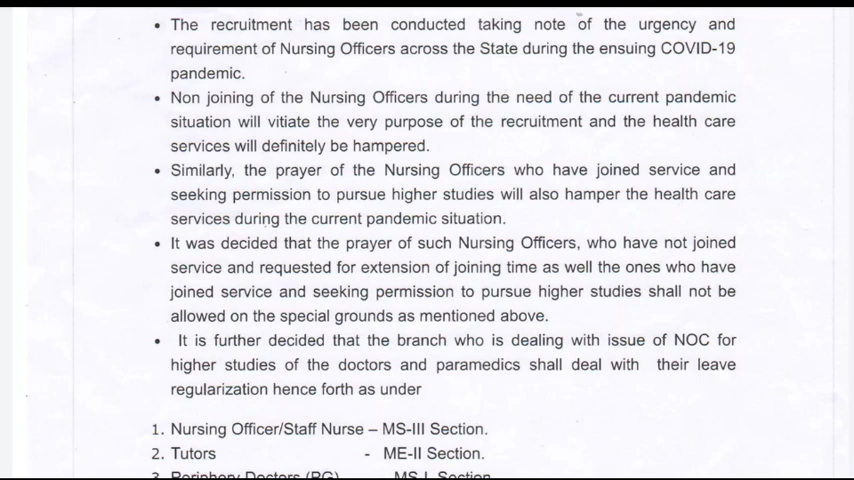 • The recruitment has been conducted taking note of the urgency and
requirement of Nursing Officers across the State during the ensuing COVID-19
pandemic.
• Non joining of the Nursing Officers during the need of the current pandemic
situation will vitiate the very purpose of the recruitment and the health care
services will definitely be hampered.
• Similarly, the prayer of the Nursing Officers who have joined service and
seeking permission to pursue higher studies will also hamper the health care
services during the current pandemic situation.
• It was decided that the prayer of such Nursing Officers, who have not joined
service and requested for extension of joining time as well the ones who have
joined service and seeking permission to pursue higher studies shall not be
allowed on the special grounds as mentioned above.
• It is further decided that the branch who is dealing with issue of NOC for
higher studies of the doctors and paramedics shall deal with their leave
regularization hence forth as under
1. Nursing Officer/Staff Nurse – MS-III Section.
2. Tutors - ME-II Section.
3. Periphery Doctors (PG) MS-I Section